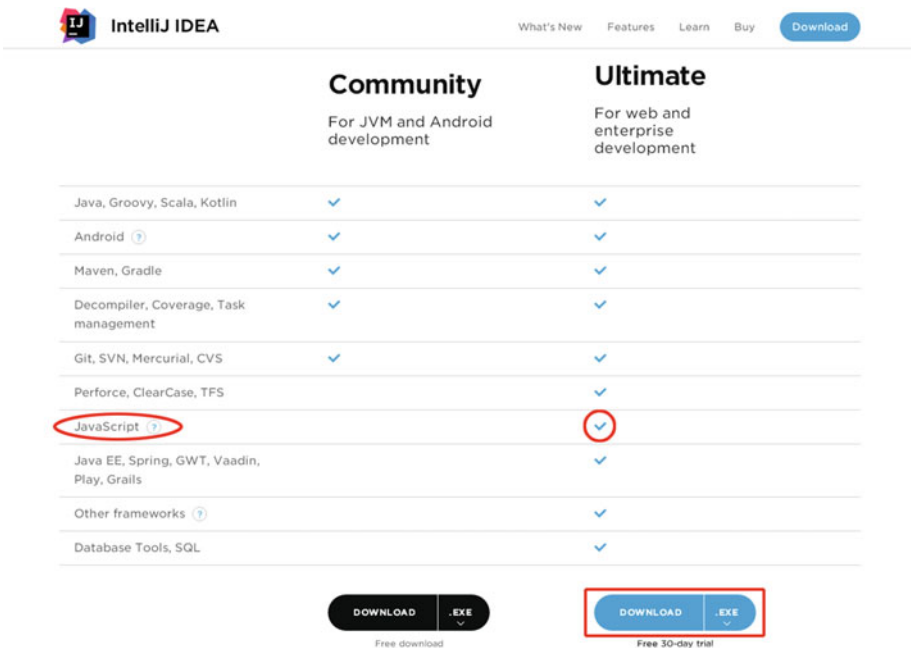 IJ
IntelliJ IDEA
What's New Features Learn Buy Download
Community
For JVM and Android
development
Ultimate
For web and
enterprise
development
Java, Groovy, Scala, Kotlin
Android ?
Maven, Gradle
Decompiler, Coverage, Task
management
Git, SVN, Mercurial, CVS
Perforce, ClearCase, TFS
JavaScript ?
Java EE, Spring, GWT, Vaadin,
Play, Grails
Other frameworks ?
Database Tools, SQL
DOWNLOAD .EXE
Free download
DOWNLOAD .EXE
Free 30-day trial